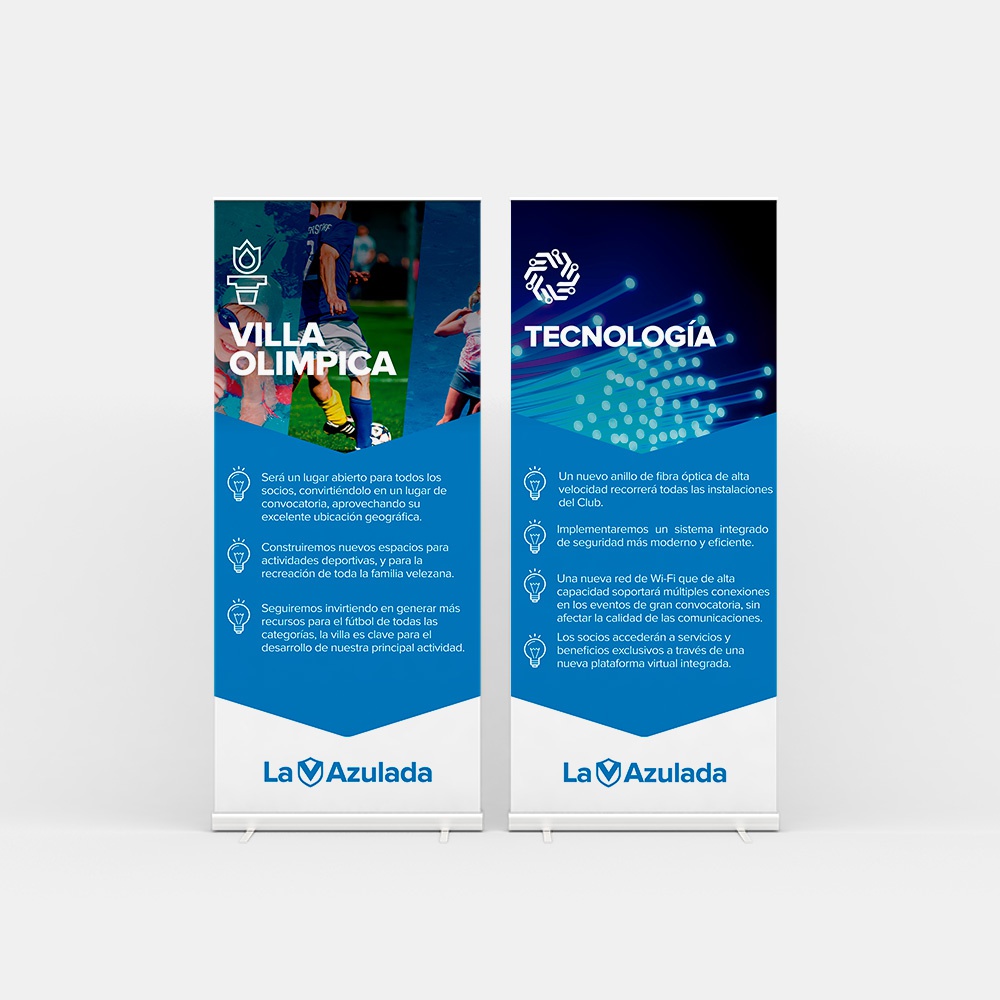 VILLA
OLIMPICA
Será un lugar abierto para todos los
socios, convirtiéndolo en un lugar de
convocatoria, aprovechando su
excelente ubicación geográfica.
Construiremos nuevos espacios para
actividades deportivas, y para la
recreación de toda la familia velezana.
Seguiremos invirtiendo en generar más
recursos para el fútbol de todas las
categorías, la villa es clave para el
desarrollo de nuestra principal actividad.
La Azulada
TECNOLOGÍA
Un nuevo anillo de fibra óptica de alta
velocidad recorrerá todas las instalaciones
del Club.
Implementaremos un sistema integrado
de seguridad más moderno y eficiente.
Una nueva red de Wi-Fi que de alta
capacidad soportará múltiples conexiones
en los eventos de gran convocatoria, sin
afectar la calidad de las comunicaciones.
Los socios accederán a servicios y
beneficios exclusivos a través de una
nueva plataforma virtual integrada.
La Azulada